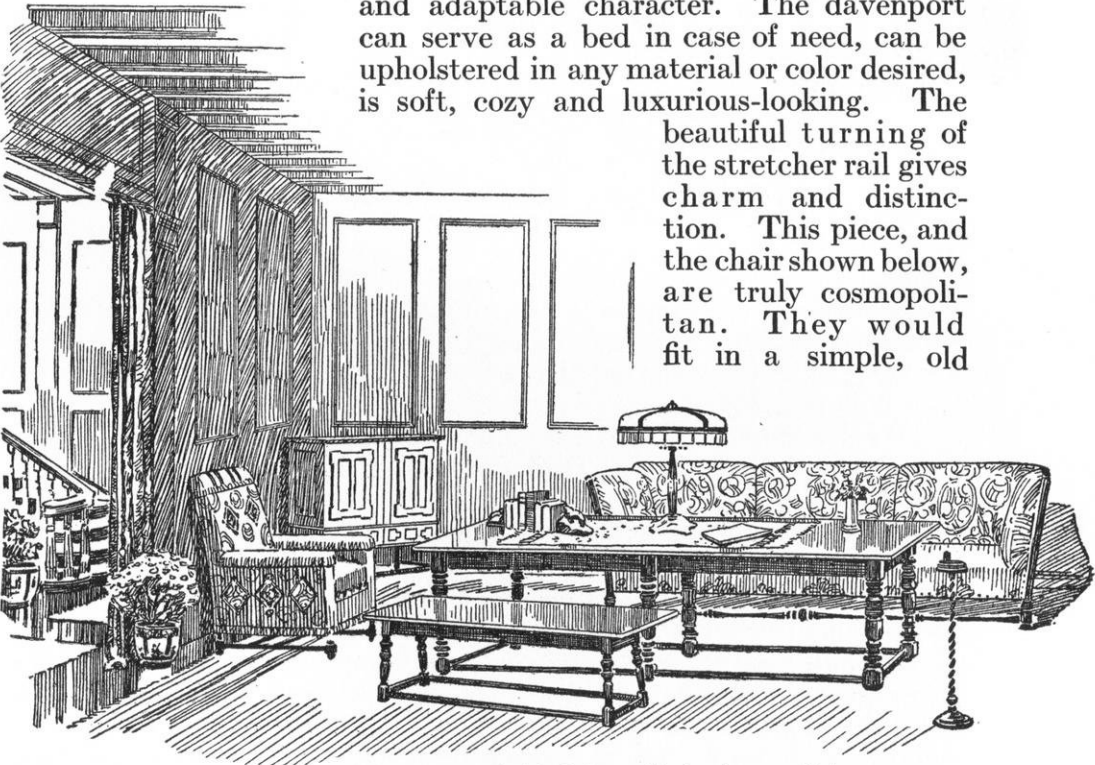 and adaptable character. The davenport
can serve as a bed in case of need, can be
upholstered in any material or color desired,
is soft, cozy and luxurious-looking. The
beautiful turning of
the stretcher rail gives
charm and distinc-
tion. This piece, and
the chair shown below,
are truly cosmopoli-
tan. They would
fit in a simple, old